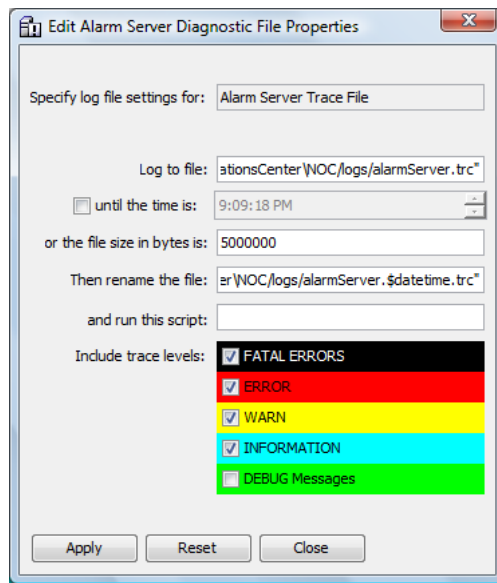 Edit Alarm Server Diagnostic File Properties
Specify log file settings for: Alarm Server Trace File
Log to file: ationsCenter\NOC/logs/alarmServer.trc"
until the time is: 9:09:18 PM
or the file size in bytes is: 5000000
Then rename the file: er\NOC/logs/alarmServer.$datetime.trc"
and run this script:
Include trace levels: FATAL ERRORS
ERROR
WARN
INFORMATION
DEBUG Messages
Apply Reset Close